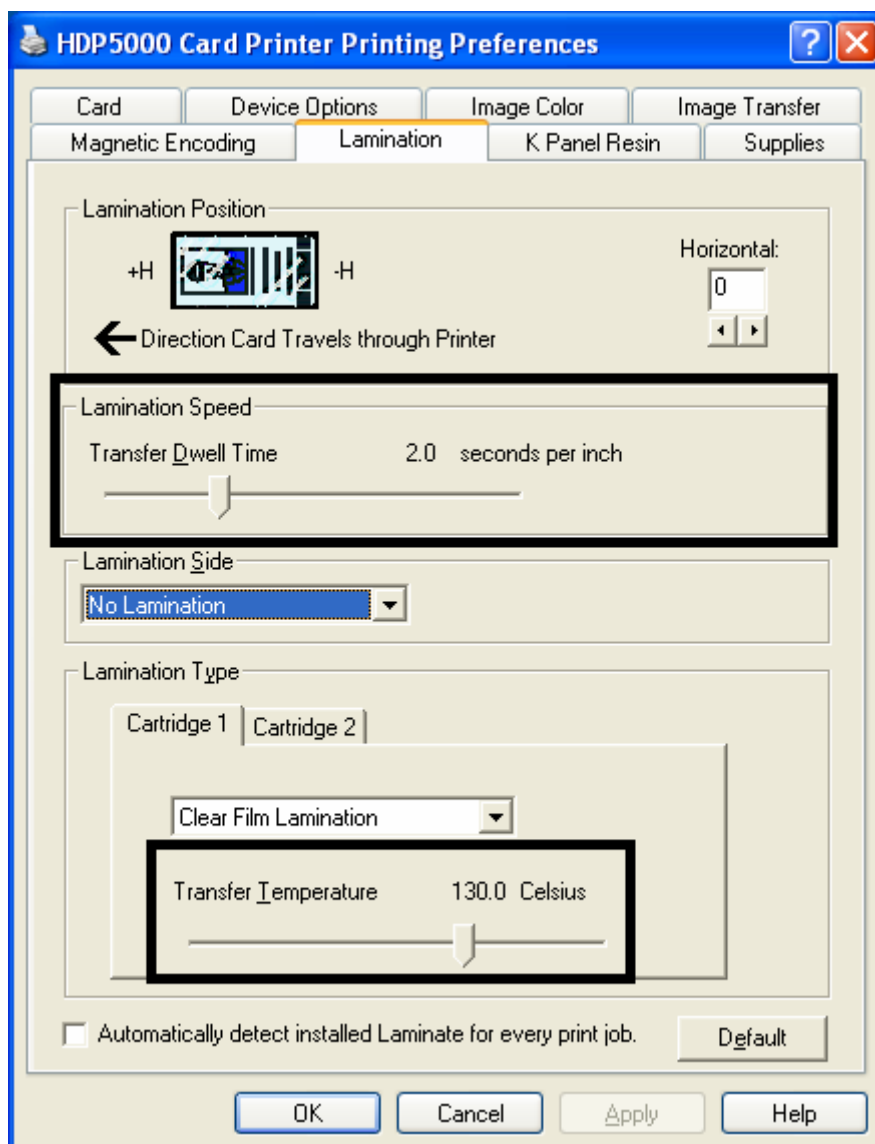 HDP5000 Card Printer Printing Preferences
Card Device Options Image Color Image Transfer
Magnetic Encoding Lamination K Panel Resin Supplies
Lamination Position
+H -H
Horizontal:
0
Direction Card Travels through Printer
Lamination Speed
Transfer Dwell Time 2.0 seconds per inch
Lamination Side
No Lamination
Lamination Type
Cartridge 1 Cartridge 2
Clear Film Lamination
Transfer Temperature 130.0 Celsius
Automatically detect installed Laminate for every print job.
Default
OK Cancel Apply Help